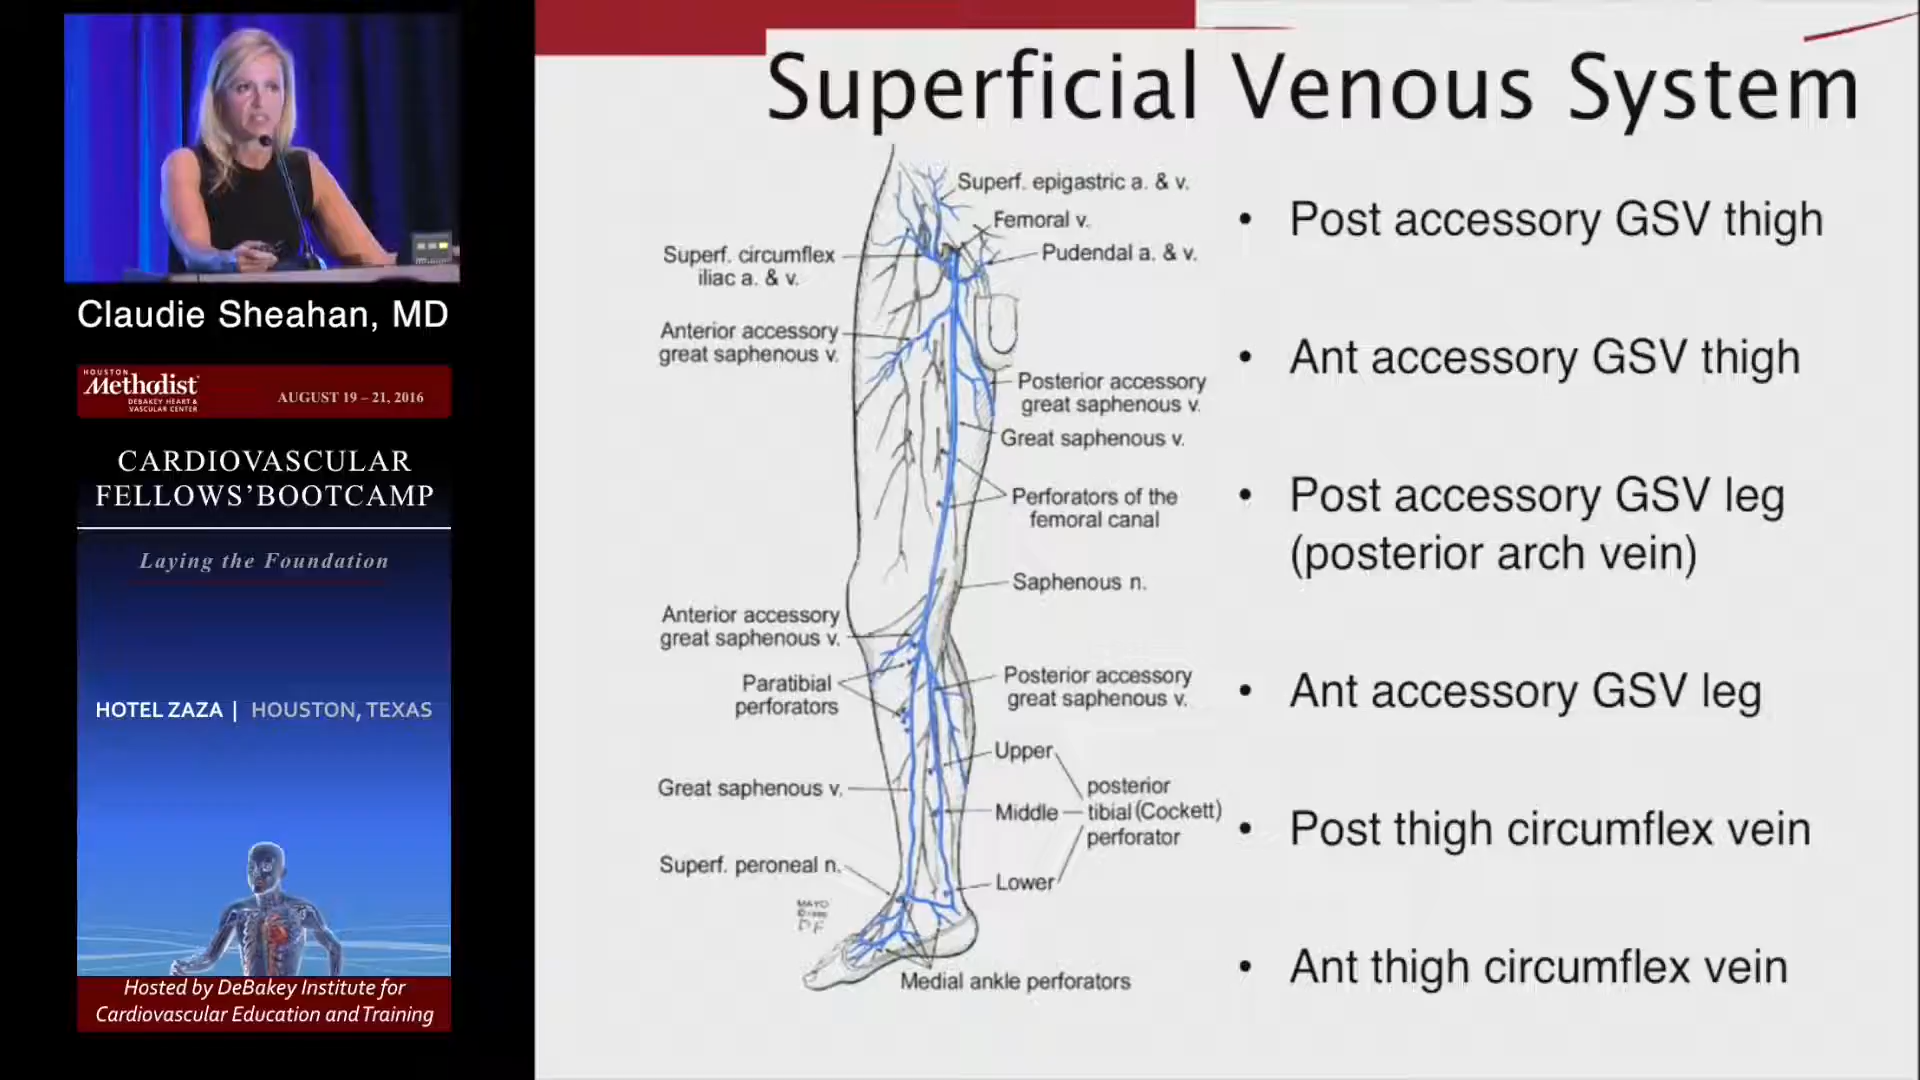 Claudie Sheahan, MD
HOUSTON
Methodist
DEBAKEY HEART &
VASCULAR CENTER
AUGUST 19 – 21, 2016
CARDIOVASCULAR
FELLOWS’BOOTCAMP
Laying the Foundation
HOTEL ZAZA | HOUSTON, TEXAS
Hosted by DeBakey Institute for
Cardiovascular Education and Training
Superficial Venous System
Superf. epigastric a. & v.
Femoral v.
Superf. circumflex
iliac a. & v.
Pudendal a. & v.
Anterior accessory
great saphenous v.
Posterior accessory
great saphenous v.
Great saphenous v.
Perforators of the
femoral canal
Saphenous n.
Anterior accessory
great saphenous v.
Paratibial
perforators
Posterior accessory
great saphenous v.
Upper
posterior
Middle
tibial (Cockett)
perforator
Great saphenous v.
Superf. peroneal n.
Lower
MAYO
Medial ankle perforators
• Post accessory GSV thigh
• Ant accessory GSV thigh
• Post accessory GSV leg
(posterior arch vein)
• Ant accessory GSV leg
• Post thigh circumflex vein
• Ant thigh circumflex vein